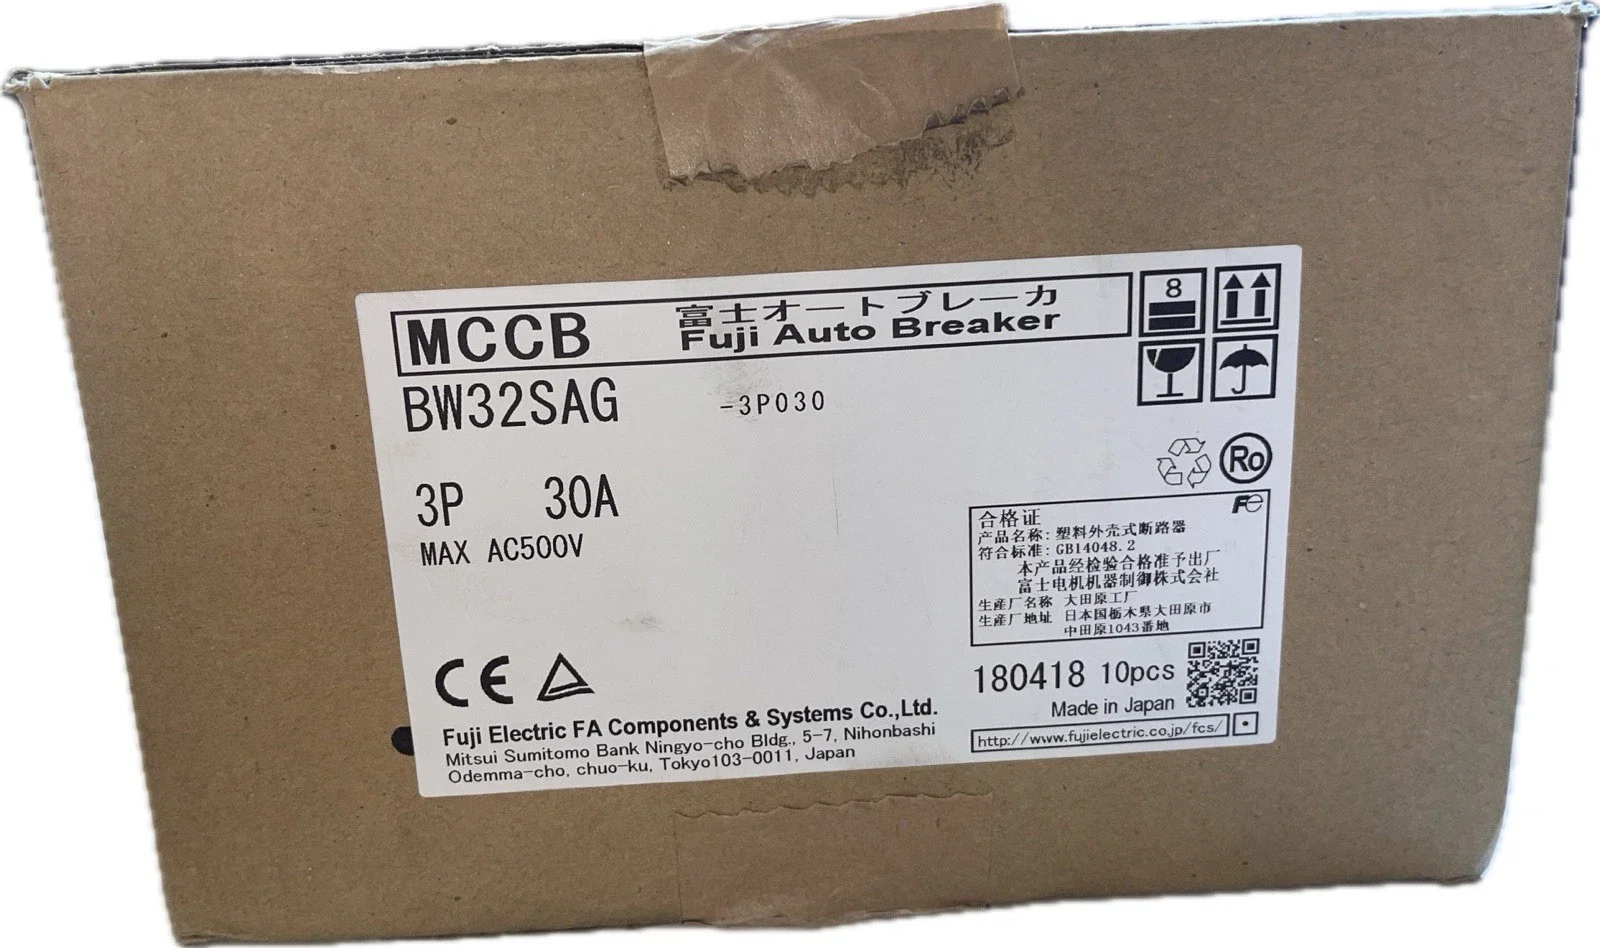 MCCB
富士オートブレーカ
Fuji Auto Breaker
8
BW32SAG -3P030
3P 30A
MAX AC500V
Ro
Fe
合格证
产品名称: 塑料外壳式断路器
符合标准: GB14048.2
本产品经检验合格准予出厂
富士电机机器制御株式会社
生産厂名称 大田原工厂
生産厂地址 日本国栃木県大田原市
中田原1043番地
180418 10pcs
Made in Japan
http://www.fujielectric.co.jp/fcs/
CE
Fuji Electric FA Components & Systems Co.,Ltd.
Mitsui Sumitomo Bank Ningyo-cho Bldg., 5-7, Nihonbashi
Odemma-cho, chuo-ku, Tokyo103-0011, Japan